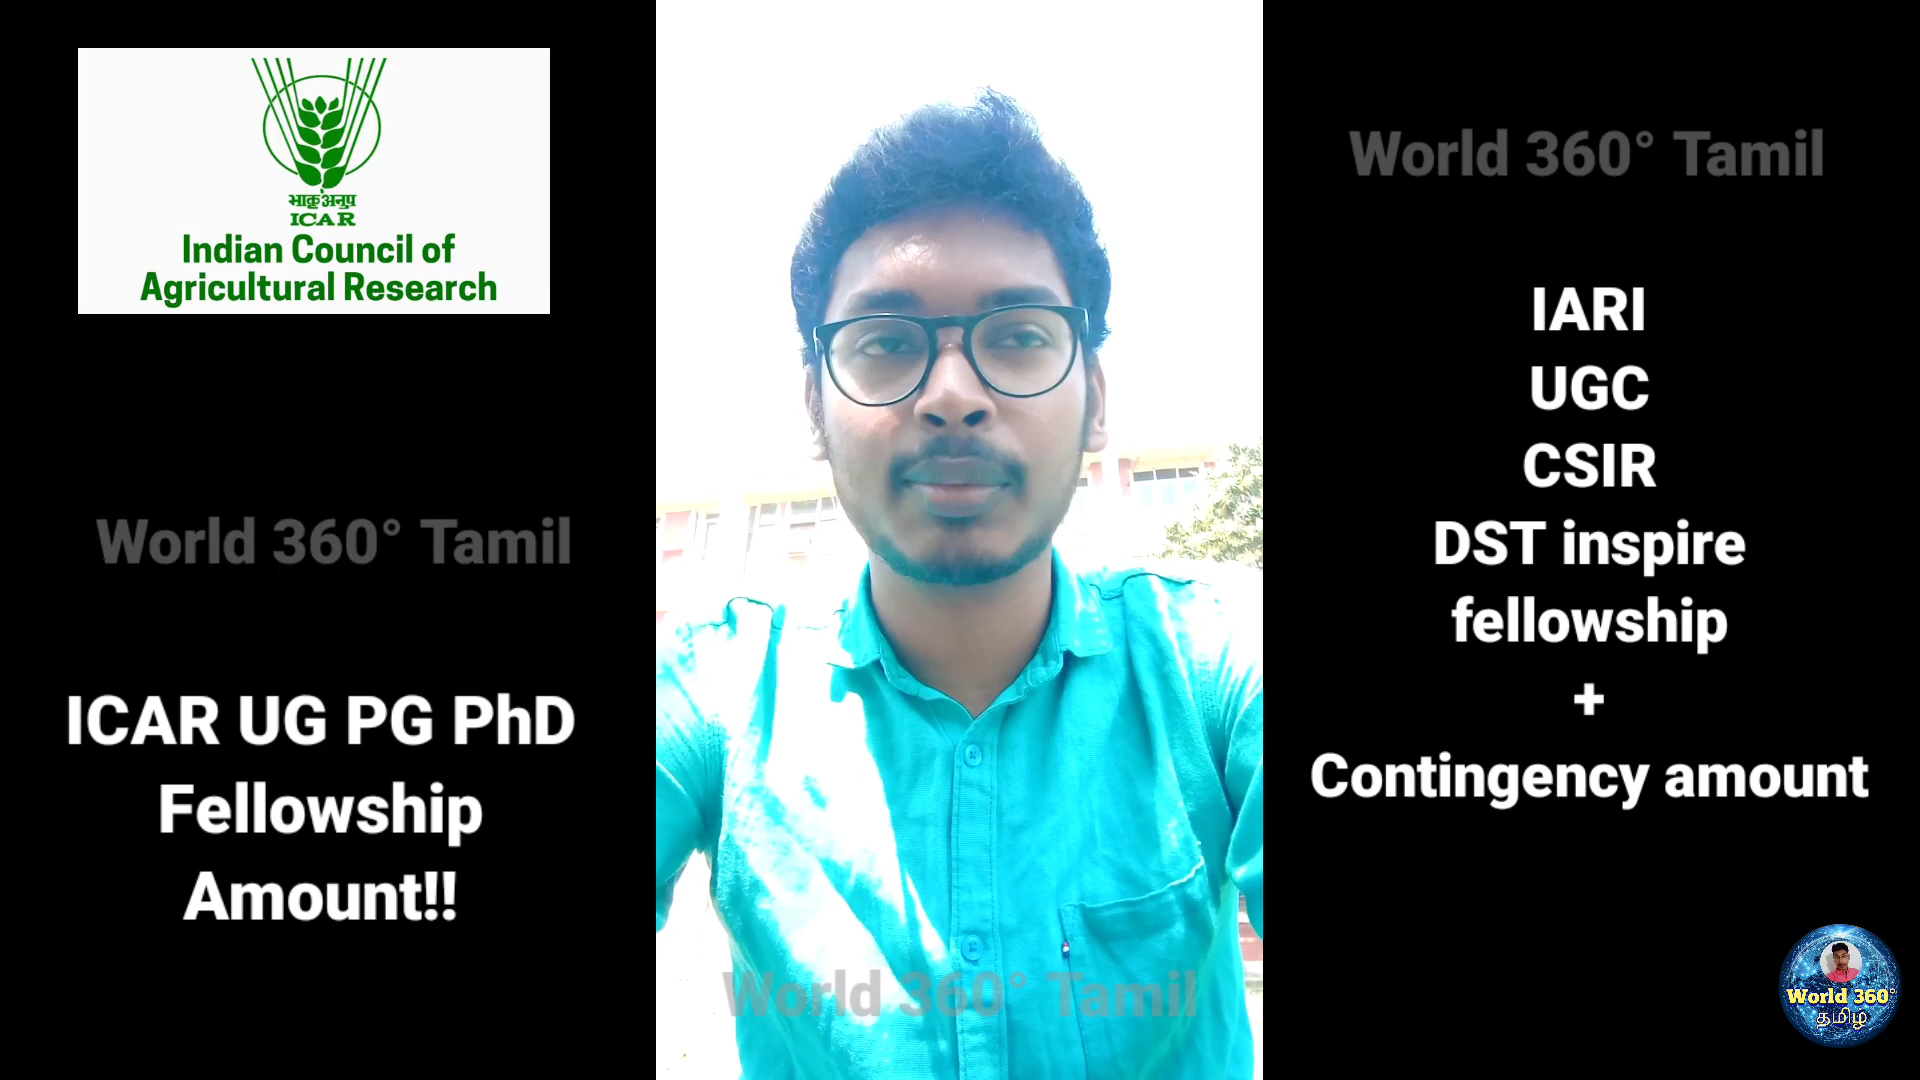 भाकृअनुप
ICAR
Indian Council of
Agricultural Research
World 360° Tamil
ICAR UG PG PhD
Fellowship
Amount!!
World 360° Tamil
World 360° Tamil
IARI
UGC
CSIR
DST inspire
fellowship
+
Contingency amount
World 360°
தமிழ்